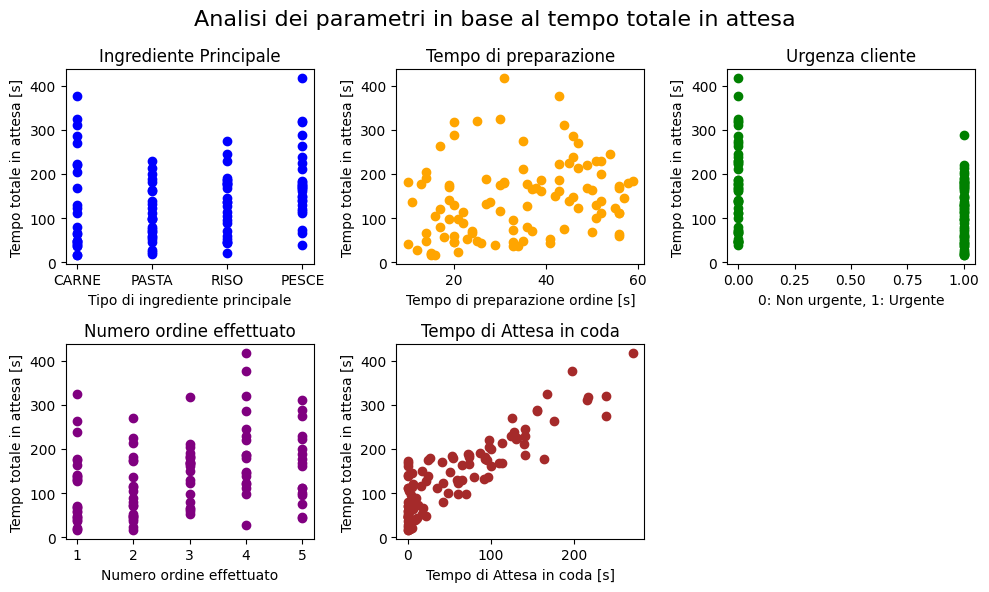 Analisi dei parametri in base al tempo totale in attesa
Ingrediente Principale
Tempo totale in attesa [s]
400
300
200
100
0
CARNE PASTA RISO PESCE
Tipo di ingrediente principale
Tempo di preparazione
Tempo totale in attesa [s]
400
300
200
100
0
20 40 60
Tempo di preparazione ordine [s]
Urgenza cliente
Tempo totale in attesa [s]
400
300
200
100
0
0.00 0.25 0.50 0.75 1.00
0: Non urgente, 1: Urgente
Numero ordine effettuato
Tempo totale in attesa [s]
400
300
200
100
0
1 2 3 4 5
Numero ordine effettuato
Tempo di Attesa in coda
Tempo totale in attesa [s]
400
300
200
100
0
0 100 200
Tempo di Attesa in coda [s]